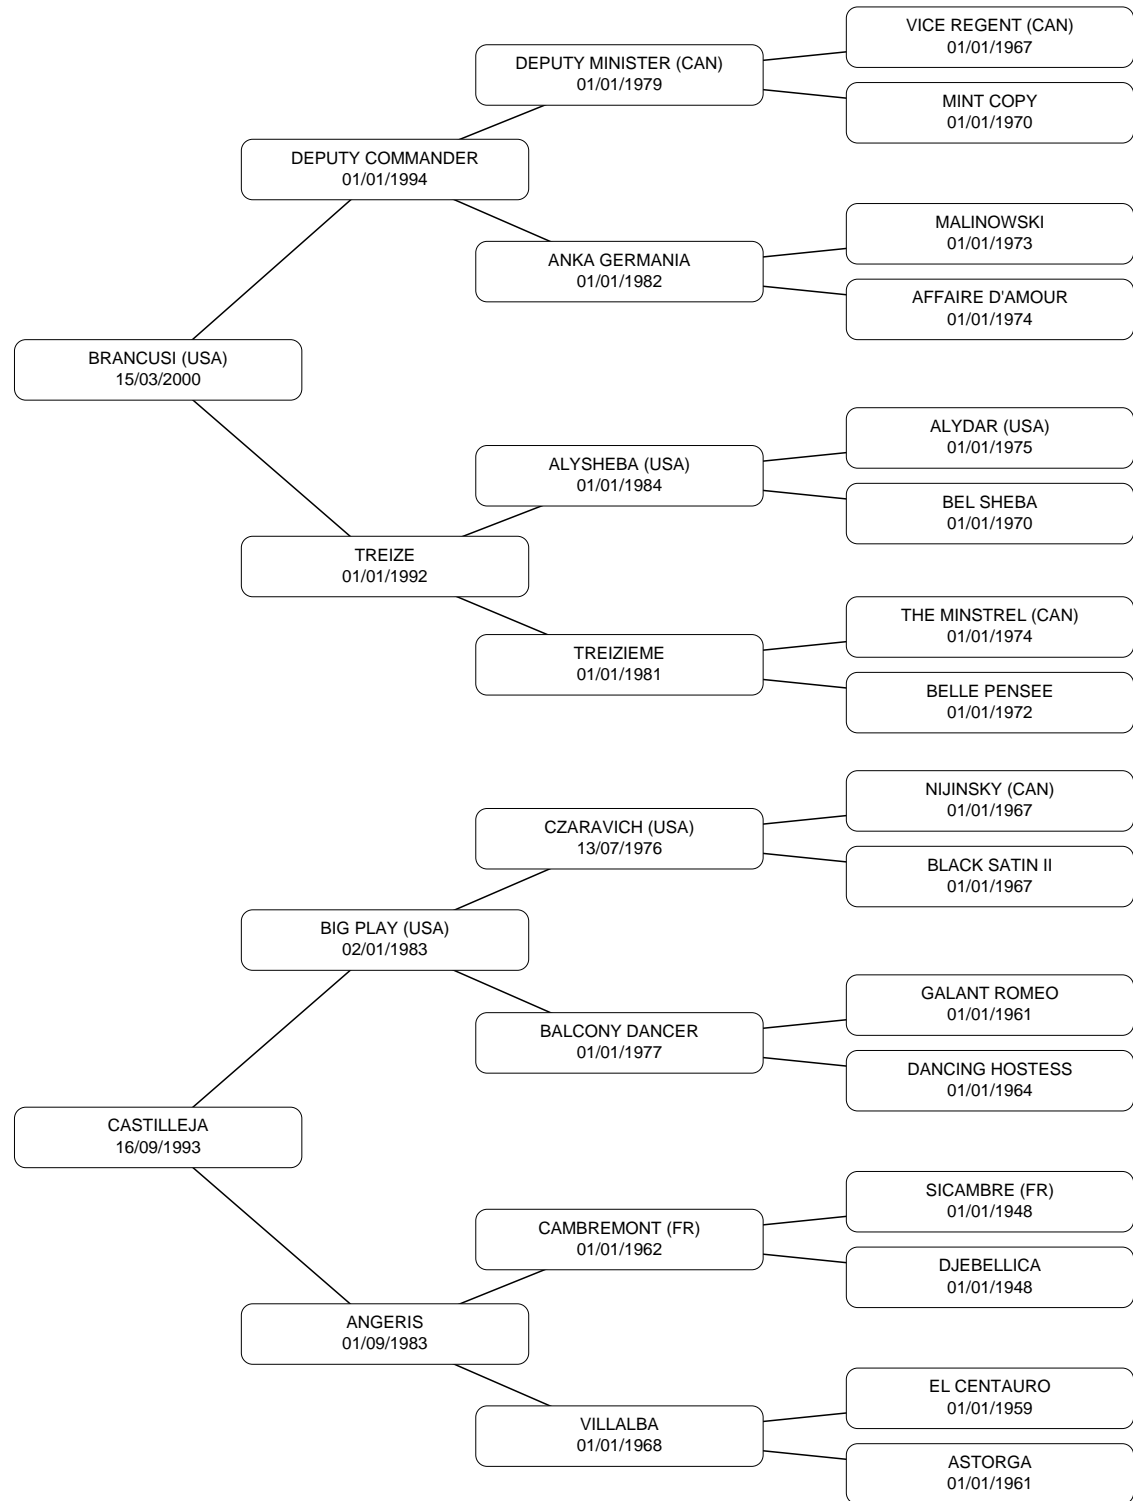 VICE REGENT (CAN)
01/01/1967
DEPUTY MINISTER (CAN)
01/01/1979
MINT COPY
01/01/1970
DEPUTY COMMANDER
01/01/1994
MALINOWSKI
01/01/1973
ANKA GERMANIA
01/01/1982
AFFAIRE D'AMOUR
01/01/1974
BRANCUSI (USA)
15/03/2000
ALYDAR (USA)
01/01/1975
ALYSHEBA (USA)
01/01/1984
BEL SHEBA
01/01/1970
TREIZE
01/01/1992
THE MINSTREL (CAN)
01/01/1974
TREIZIEME
01/01/1981
BELLE PENSEE
01/01/1972
NIJINSKY (CAN)
01/01/1967
CZARAVICH (USA)
13/07/1976
BLACK SATIN II
01/01/1967
BIG PLAY (USA)
02/01/1983
GALANT ROMEO
01/01/1961
BALCONY DANCER
01/01/1977
DANCING HOSTESS
01/01/1964
CASTILLEJA
16/09/1993
SICAMBRE (FR)
01/01/1948
CAMBREMONT (FR)
01/01/1962
DJEBELLICA
01/01/1948
ANGERIS
01/09/1983
EL CENTAURO
01/01/1959
VILLALBA
01/01/1968
ASTORGA
01/01/1961